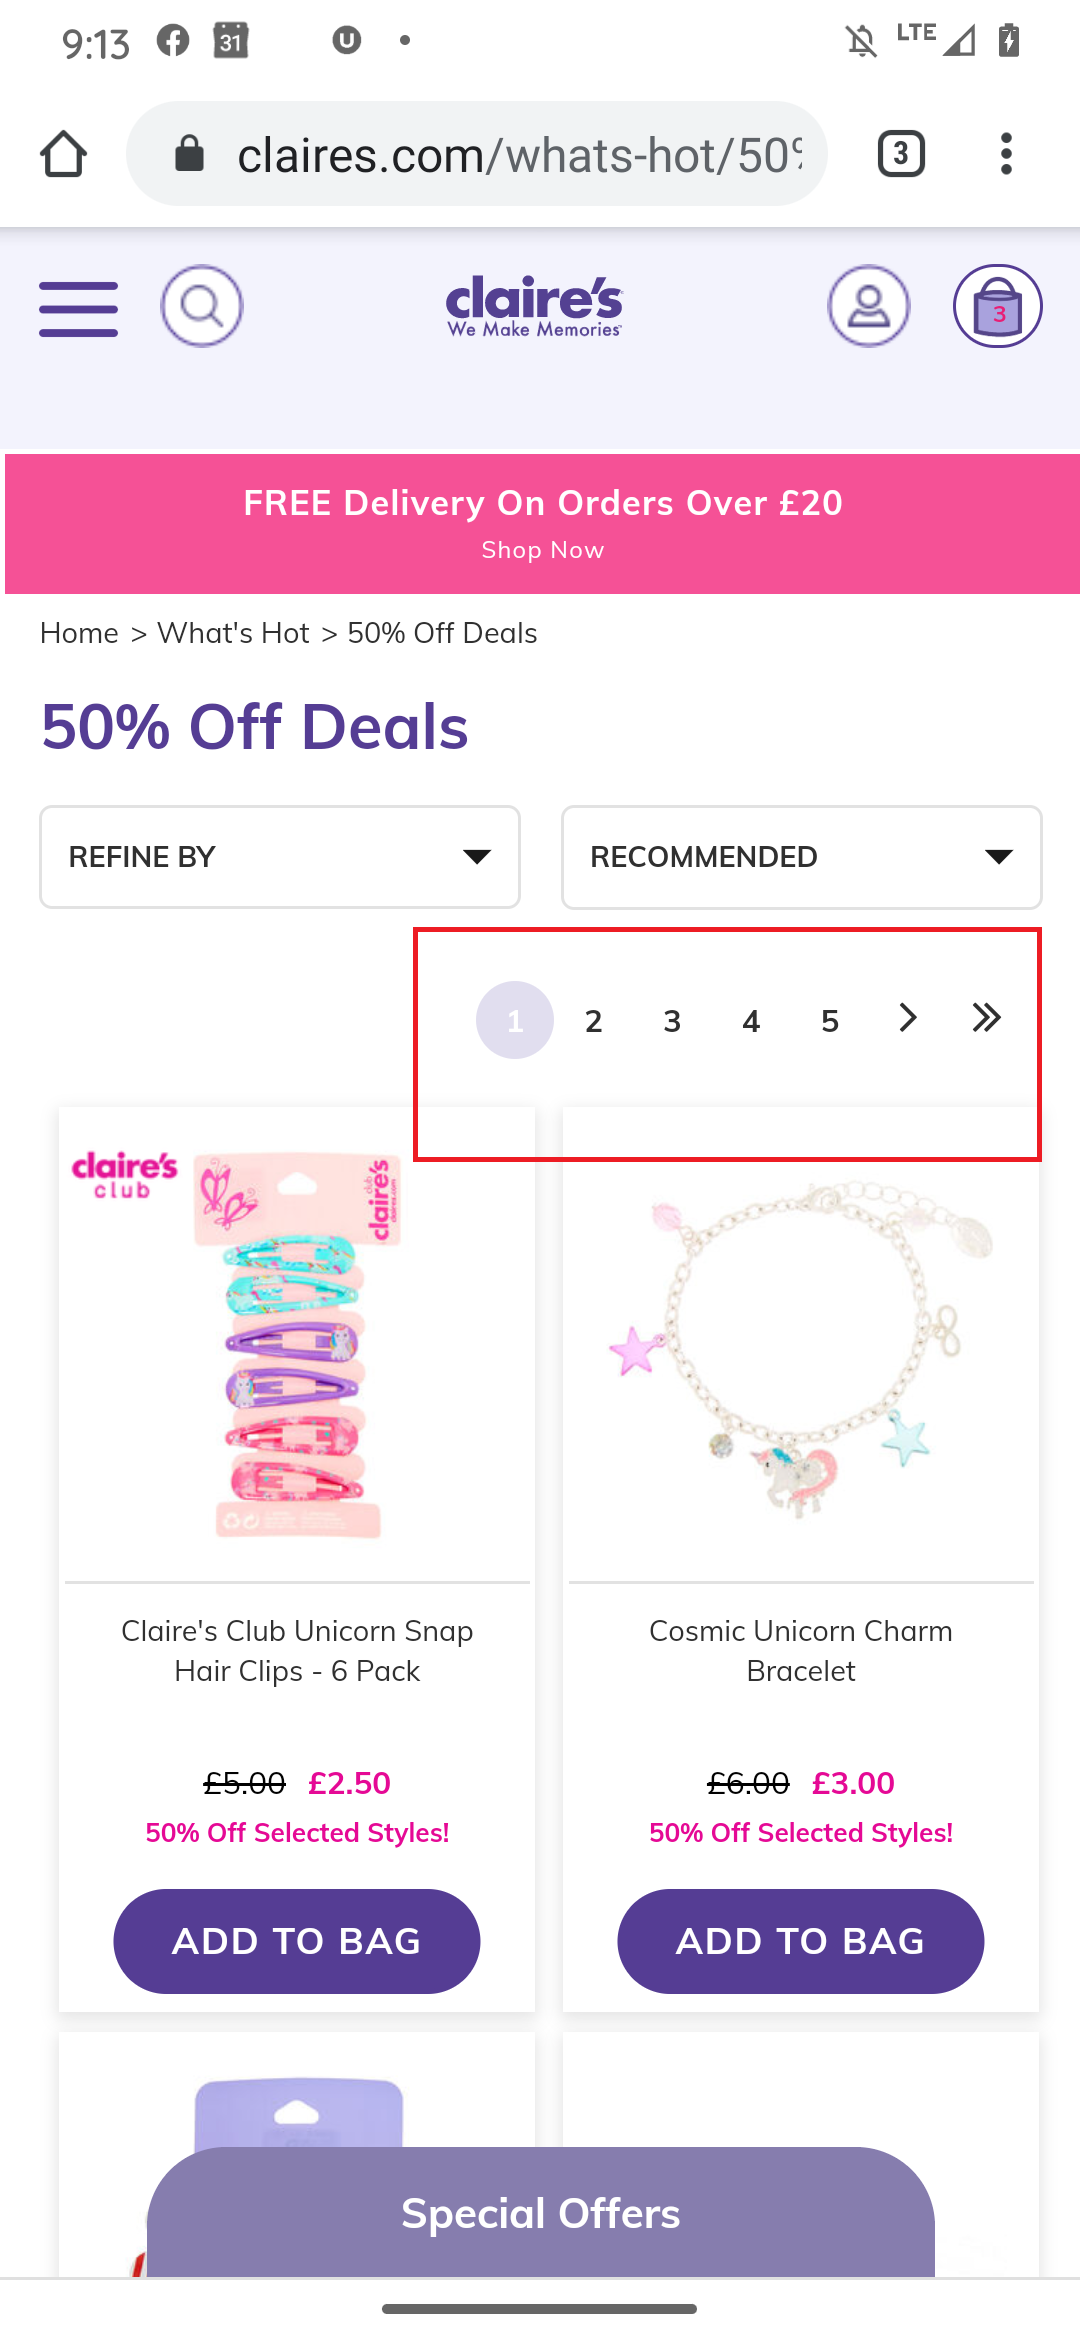 9:13 31 LTE
claires.com/whats-hot/50%
3
claire's
We Make Memories
3
FREE Delivery On Orders Over £20
Shop Now
Home > What's Hot > 50% Off Deals
50% Off Deals
REFINE BY
RECOMMENDED
1 2 3 4 5 > >>
claire's
club
club
claire's
Claire's Club Unicorn Snap
Hair Clips - 6 Pack
£5.00 £2.50
50% Off Selected Styles!
ADD TO BAG
Cosmic Unicorn Charm
Bracelet
£6.00 £3.00
50% Off Selected Styles!
ADD TO BAG
Special Offers